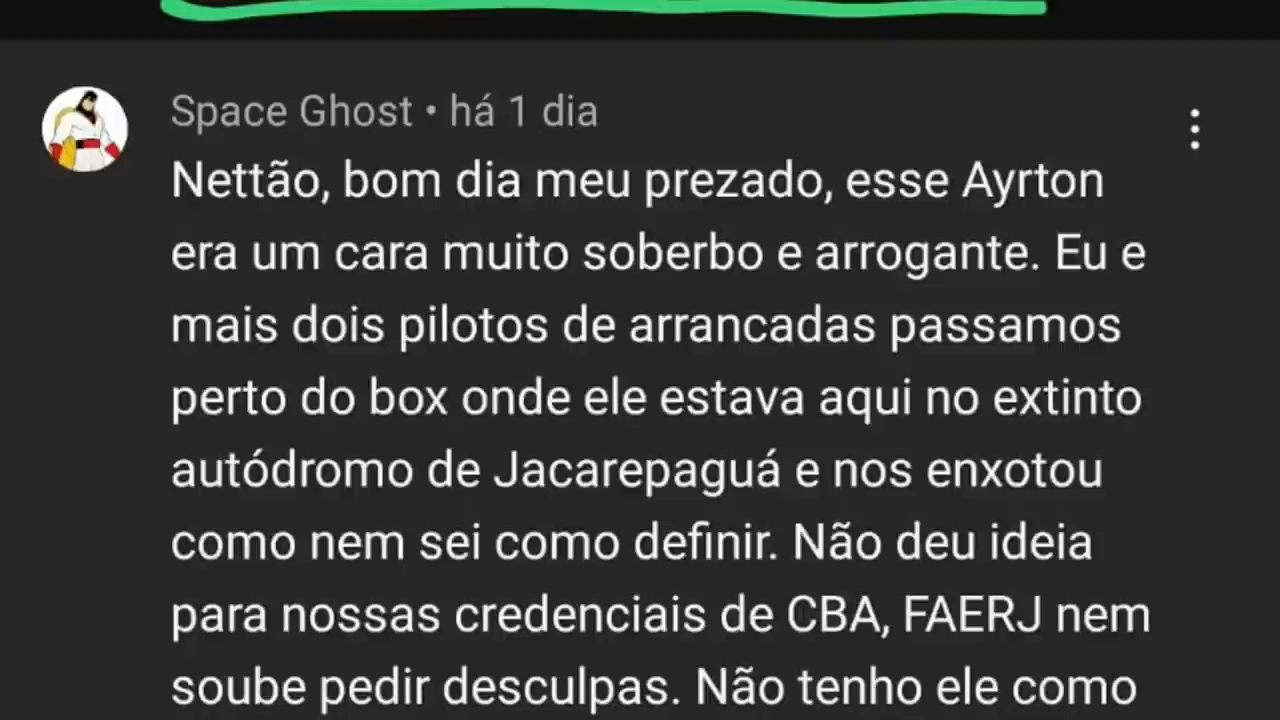 Space Ghost • há 1 dia
Nettão, bom dia meu prezado, esse Ayrton
era um cara muito soberbo e arrogante. Eu e
mais dois pilotos de arrancadas passamos
perto do box onde ele estava aqui no extinto
autódromo de Jacarepaguá e nos enxotou
como nem sei como definir. Não deu ideia
para nossas credenciais de CBA, FAERJ nem
soube pedir desculpas. Não tenho ele como